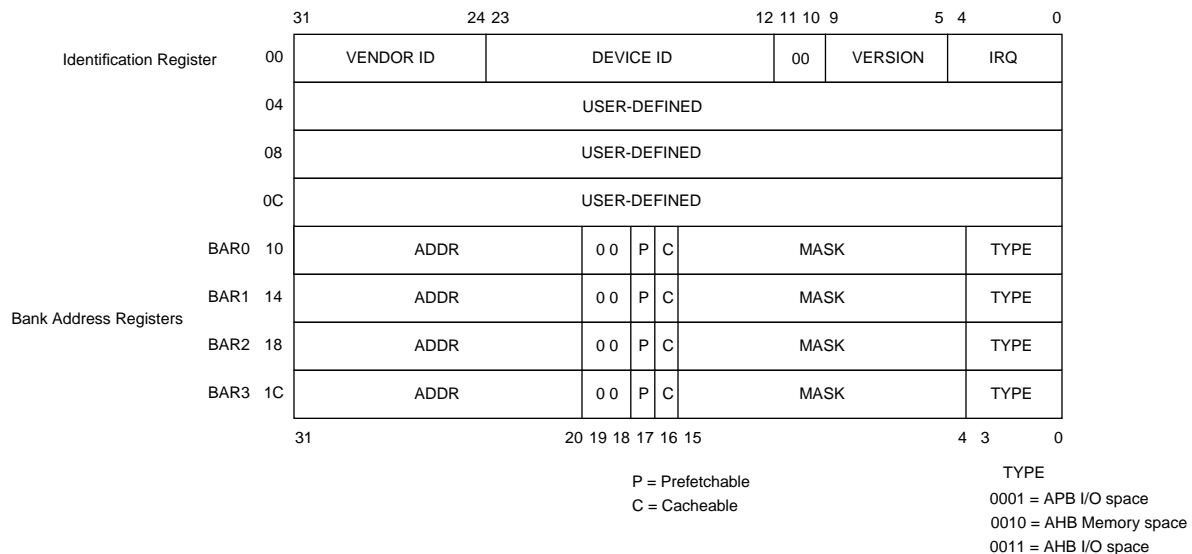 31 24 23 12 11 10 9 5 4 0
Identification Register 00 VENDOR ID DEVICE ID 00 VERSION IRQ
04 USER-DEFINED
08 USER-DEFINED
0C USER-DEFINED
BAR0 10 ADDR 0 0 P C MASK TYPE
BAR1 14 ADDR 0 0 P C MASK TYPE
Bank Address Registers
BAR2 18 ADDR 0 0 P C MASK TYPE
BAR3 1C ADDR 0 0 P C MASK TYPE
31 20 19 18 17 16 15 4 3 0
P = Prefetchable
C = Cacheable
TYPE
0001 = APB I/O space
0010 = AHB Memory space
0011 = AHB I/O space